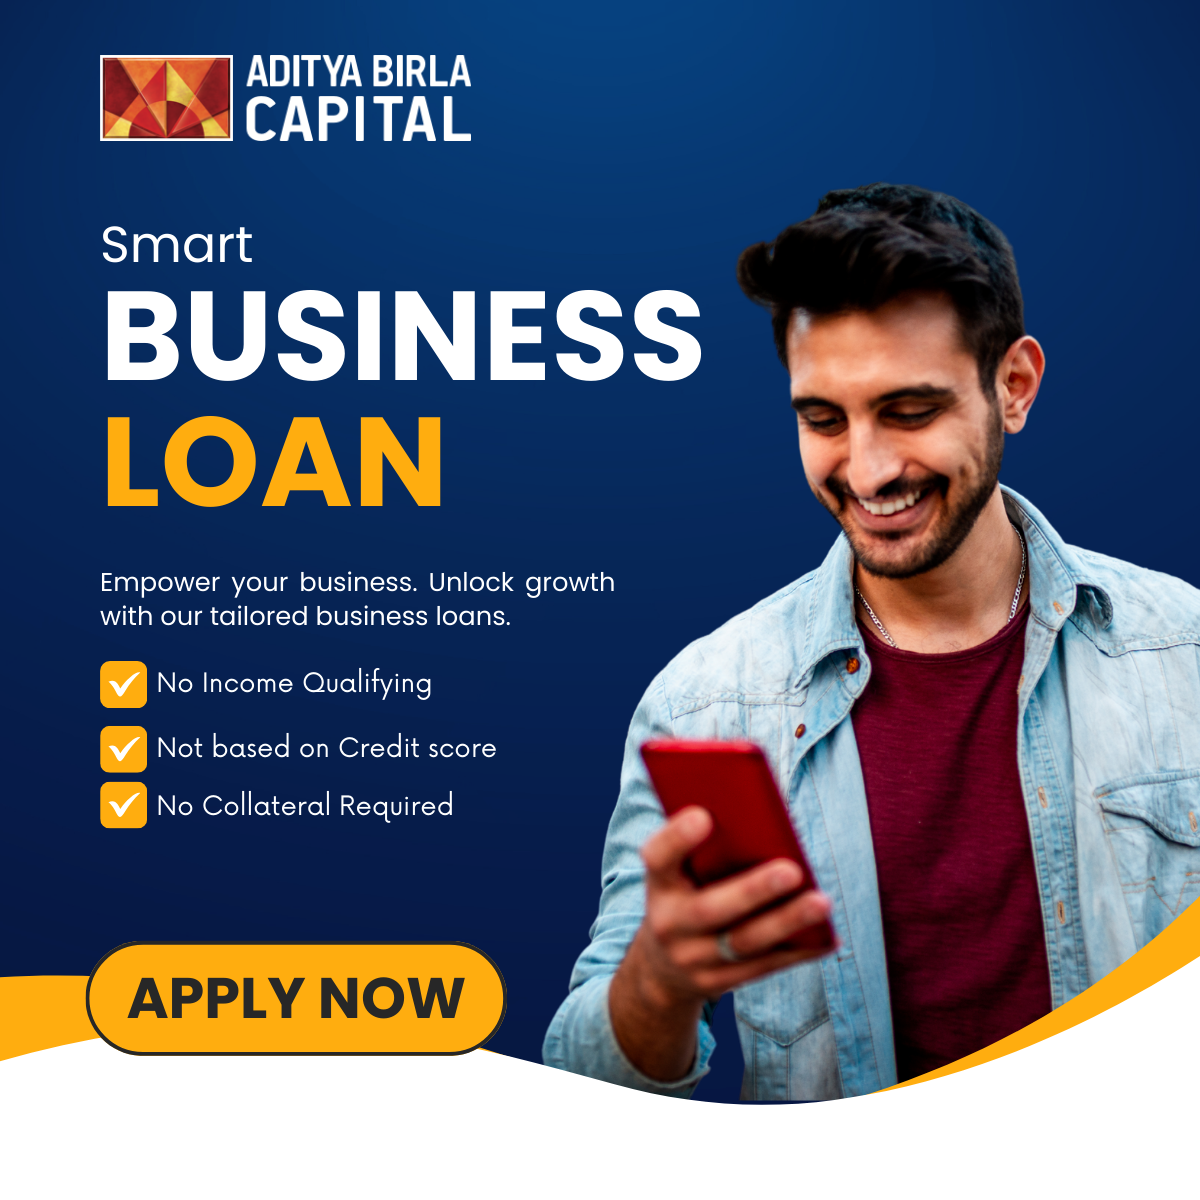 ADITYA BIRLA
CAPITAL
Smart
BUSINESS
LOAN
Empower your business. Unlock growth
with our tailored business loans.
No Income Qualifying
Not based on Credit score
No Collateral Required
APPLY NOW